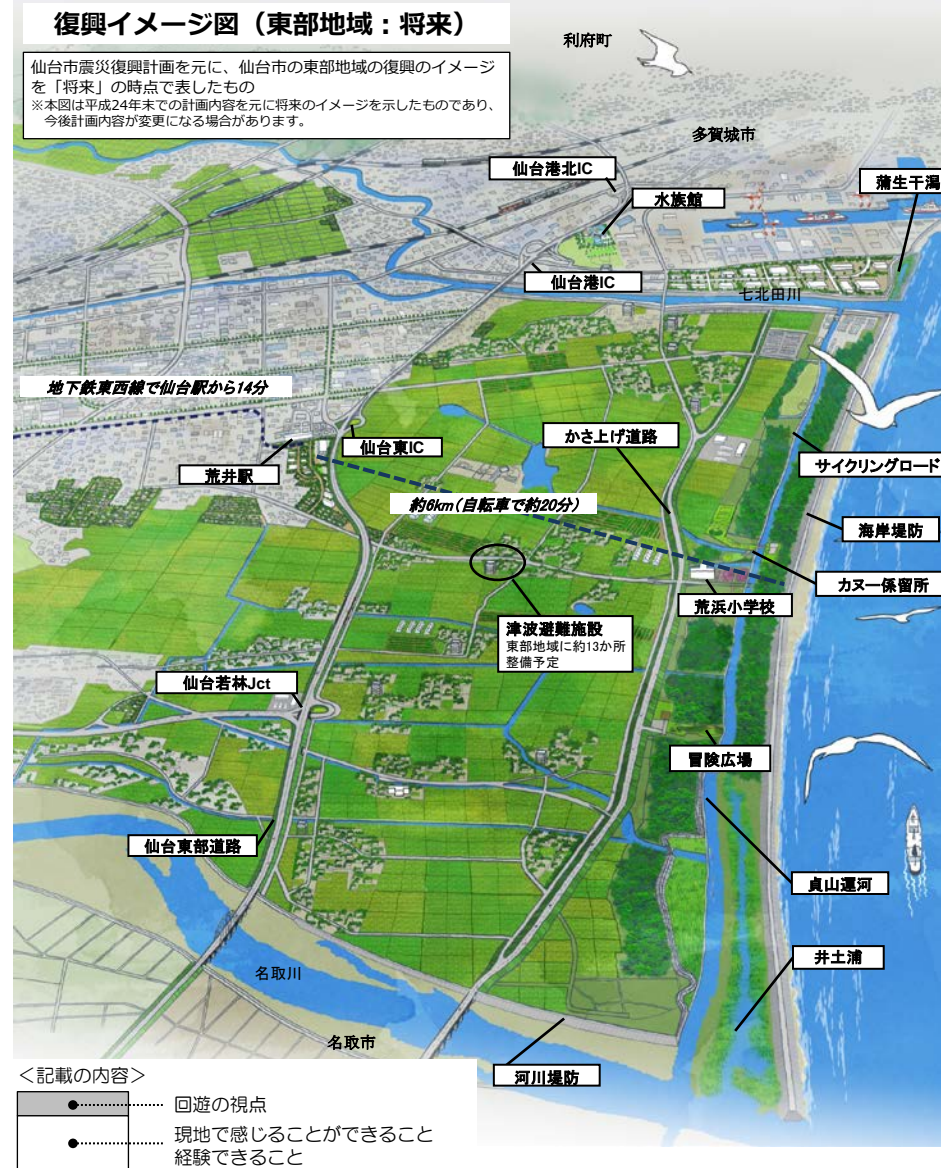 復興イメージ図（東部地域：将来）
仙台市震災復興計画を元に、仙台市の東部地域の復興のイメージ
を「将来」の時点で表したもの
※本図は平成24年末での計画内容を元に将来のイメージを示したものであり、
今後計画内容が変更になる場合があります。
利府町
多賀城市
仙台港北IC
水族館
蒲生干潟
仙台港IC
七北田川
地下鉄東西線で仙台駅から14分
仙台東IC
かさ上げ道路
荒井駅
サイクリングロード
約6km（自転車で約20分）
海岸堤防
カヌー係留所
荒浜小学校
津波避難施設
東部地域に約13か所
整備予定
仙台若林Jct
冒険広場
仙台東部道路
貞山運河
井土浦
名取川
名取市
河川堤防
＜記載の内容＞
回遊の視点
現地で感じることができること
経験できること